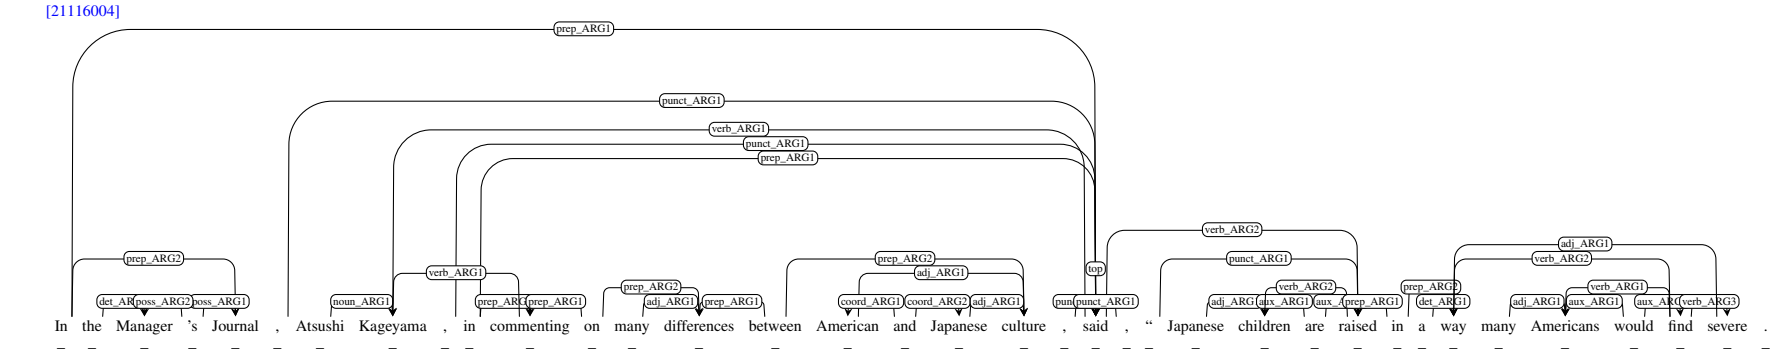 [21116004]
prep_ARG1
punct_ARG1
verb_ARG1
punct_ARG1
prep_ARG1
verb_ARG2
adj_ARG1
prep_ARG2 prep_ARG2 punct_ARG1 verb_ARG2
verb_ARG1 adj_ARG1 top
prep_ARG2 verb_ARG2 prep_ARG2 verb_ARG1
poss_ARG2 poss_ARG1 noun_ARG1 prep_ARG1 adj_ARG1 prep_ARG1 coord_ARG1 coord_ARG2 adj_ARG1 punct_ARG1 aux_ARG1 prep_ARG1 det_ARG1 adj_ARG1 aux_ARG1 verb_ARG3
In the Manager 's Journal , Atsushi Kageyama , in commenting on many differences between American and Japanese culture , said , “ Japanese children are raised in a way many Americans would find severe .
_ _ _ _ _ _ _ _ _ _ _ _ _ _ _ _ _ _ _ _ _ _ _ _ _ _ _ _ _ _ _ _ _ _ _ _